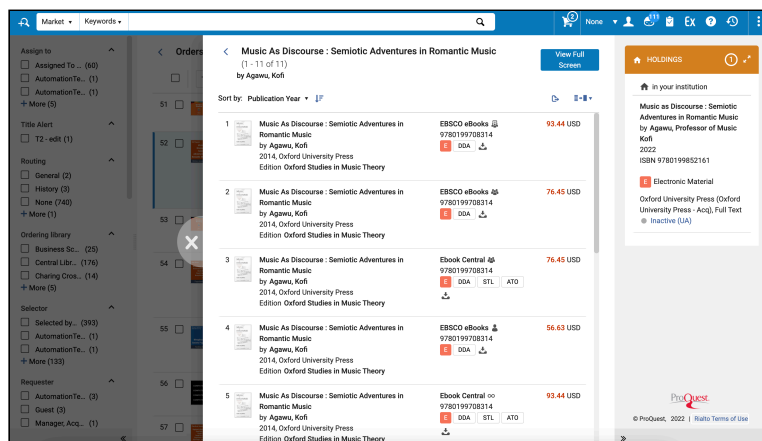 Market Keywords 2 None 111 Ex
Assign to
Assigned To ... (60)
AutomationTe... (1)
AutomationTe... (1)
+ More (5)
Title Alert
T2 - edit (1)
Routing
General (2)
History (3)
None (740)
+ More (1)
Ordering library
Business Sc... (25)
Central Libr... (176)
Charing Cros... (14)
+ More (5)
Selector
Selected by... (393)
AutomationTe... (1)
AutomationTe... (1)
+ More (133)
Requester
AutomationTe... (3)
Guest (3)
Manager, Acq... (1)
Orders
51
52
53
54
55
56
57
Music As Discourse : Semiotic Adventures in Romantic Music
(1 - 11 of 11)
by Agawu, Kofi
View Full
Screen
Sort by: Publication Year
1 Music As Discourse : Semiotic Adventures in EBSCO eBooks 93.44 USD
Romantic Music 9780199708314
by Agawu, Kofi E DDA
2014, Oxford University Press
Edition Oxford Studies in Music Theory
2 Music As Discourse : Semiotic Adventures in EBSCO eBooks 76.45 USD
Romantic Music 9780199708314
by Agawu, Kofi E DDA
2014, Oxford University Press
Edition Oxford Studies in Music Theory
3 Music As Discourse : Semiotic Adventures in Ebook Central 76.45 USD
Romantic Music 9780199708314
by Agawu, Kofi E DDA STL ATO
2014, Oxford University Press
Edition Oxford Studies in Music Theory
4 Music As Discourse : Semiotic Adventures in EBSCO eBooks 56.63 USD
Romantic Music 9780199708314
by Agawu, Kofi E DDA
2014, Oxford University Press
Edition Oxford Studies in Music Theory
5 Music As Discourse : Semiotic Adventures in Ebook Central 93.44 USD
Romantic Music 9780199708314
by Agawu, Kofi E DDA STL ATO
2014, Oxford University Press
Edition Oxford Studies in Music Theory
HOLDINGS 1
in your institution
Music as Discourse :
Semiotic Adventures in
Romantic Music
by Agawu, Professor of Music
Kofi
2022
ISBN 9780199852161
E Electronic Material
Oxford University Press (Oxford
University Press - Acq), Full Text
Inactive (UA)
ProQuest
© ProQuest, 2022 | Rialto Terms of Use